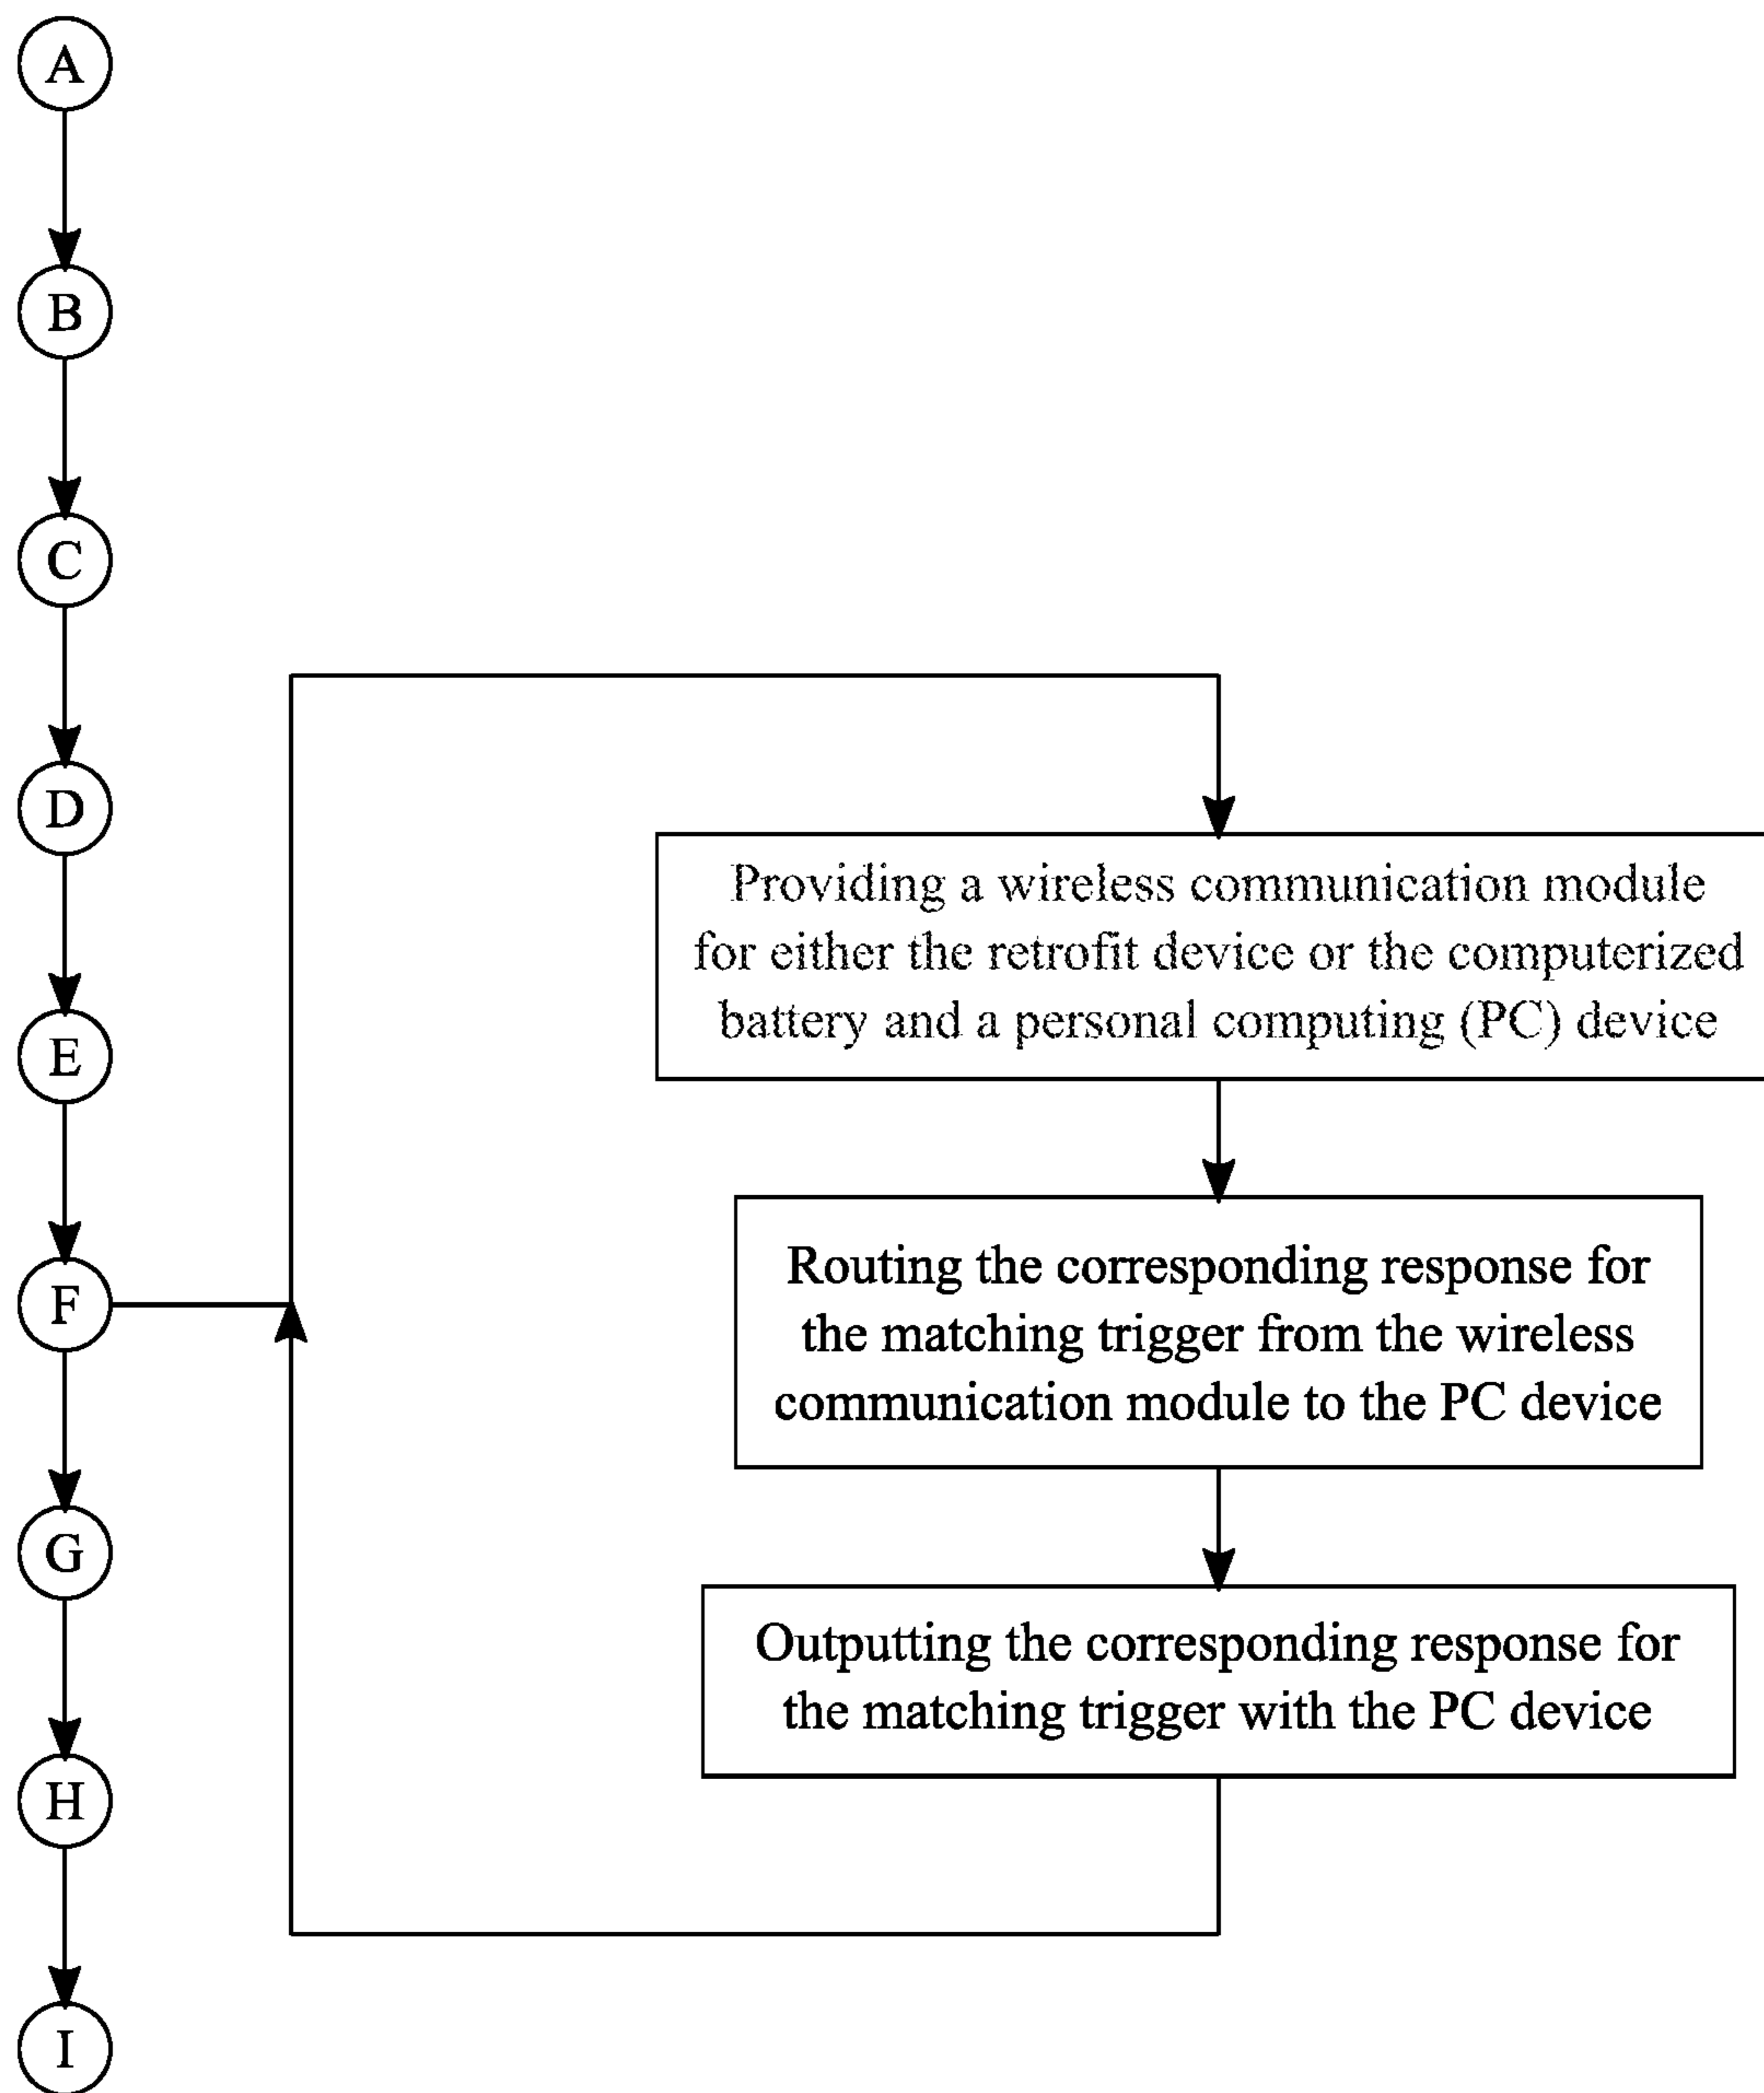 A
B
C
D
E
F
G
H
I
Providing a wireless communication module
for either the retrofit device or the computerized
battery and a personal computing (PC) device
Routing the corresponding response for
the matching trigger from the wireless
communication module to the PC device
Outputting the corresponding response for
the matching trigger with the PC device